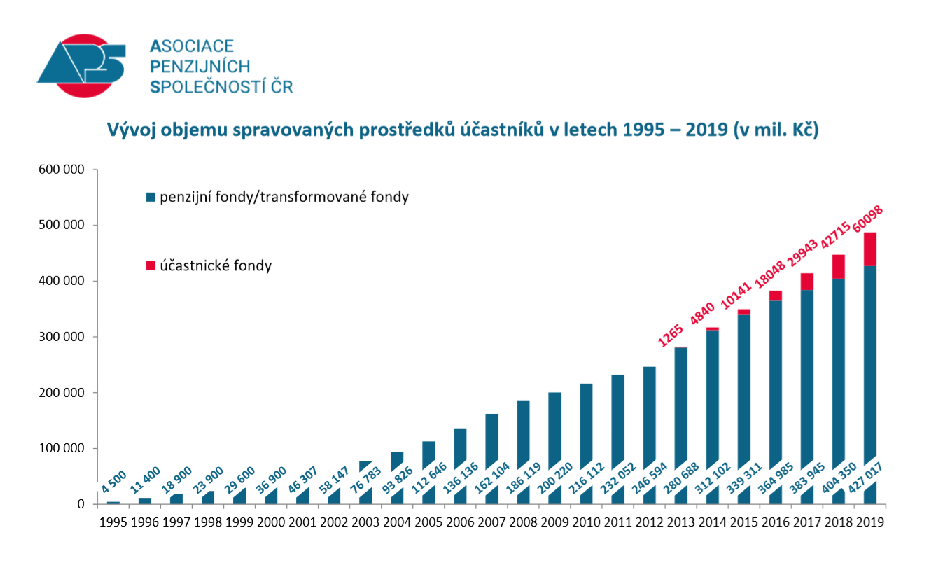 APS
ASOCIACE
PENZIJNÍCH
SPOLEČNOSTÍ ČR
Vývoj objemu spravovaných prostředků účastníků v letech 1995 – 2019 (v mil. Kč)
600 000
penzijní fondy/transformované fondy
500 000
účastnické fondy
400 000
300 000
200 000
100 000
0
1265 4840 10141 18048 29943 42715 60098
4 500 11 400 18 900 23 900 29 600 36 900 46 307 58 147 76 783 93 826 112 646 136 136 162 104 186 119 200 220 216 112 232 052 246 594 280 688 312 102 339 311 364 985 383 945 404 350 427 017
1995 1996 1997 1998 1999 2000 2001 2002 2003 2004 2005 2006 2007 2008 2009 2010 2011 2012 2013 2014 2015 2016 2017 2018 2019